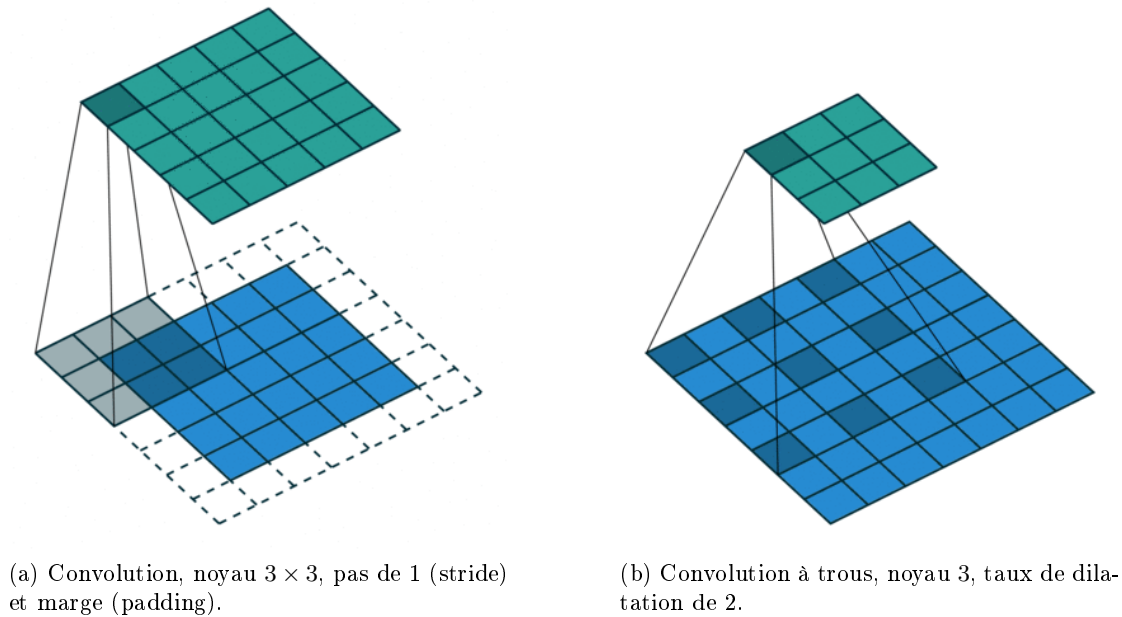 (a) Convolution, noyau 3 × 3, pas de 1 (stride)
et marge (padding).
(b) Convolution à trous, noyau 3, taux de dila-
tation de 2.